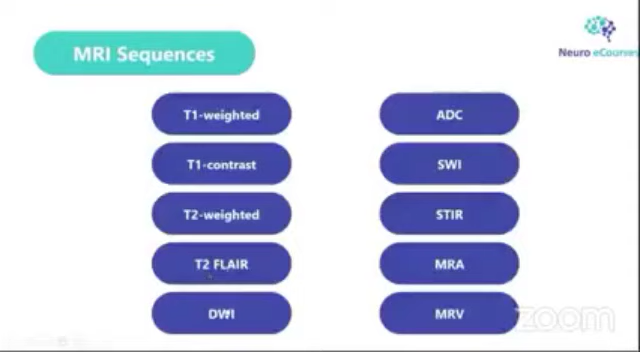 MRI Sequences
Neuro eCourses
T1-weighted
T1-contrast
T2-weighted
T2 FLAIR
DWI
ADC
SWI
STIR
MRA
MRV
zoom